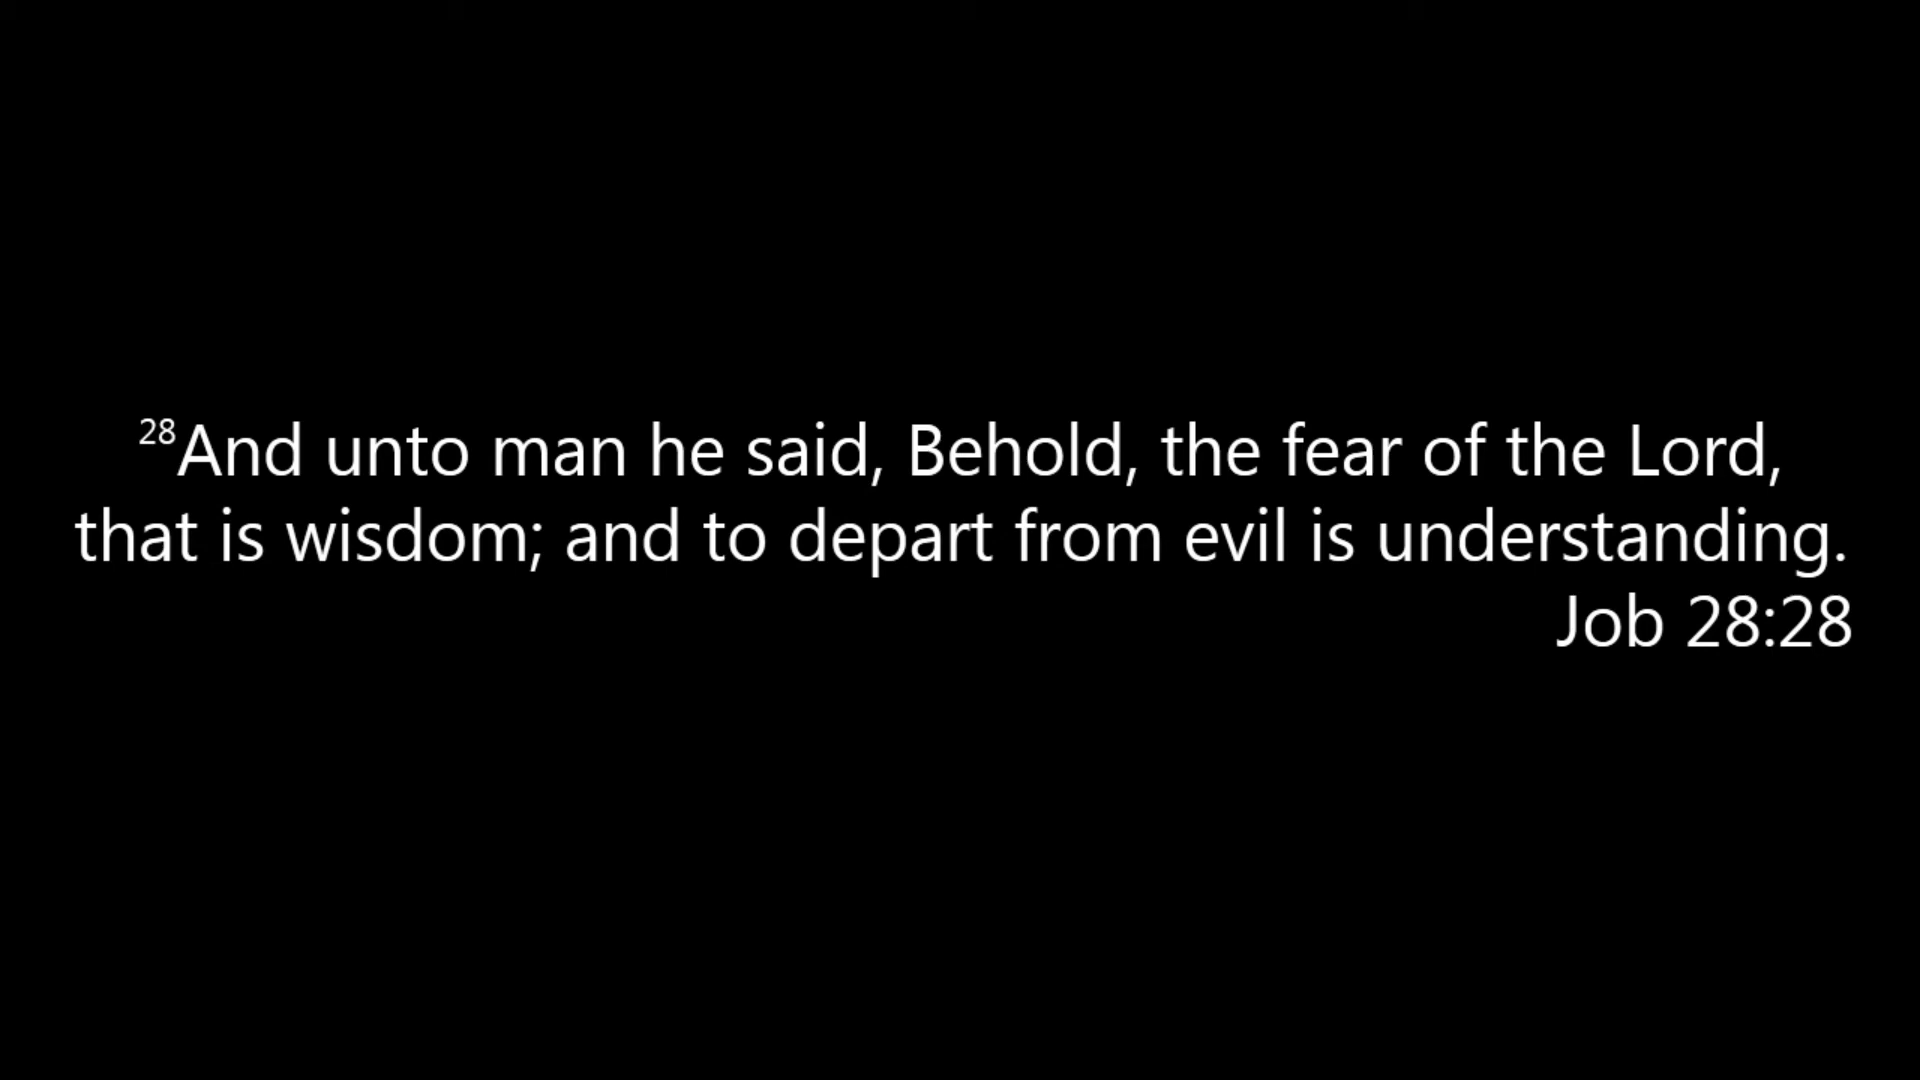 ²⁸And unto man he said, Behold, the fear of the Lord,
that is wisdom; and to depart from evil is understanding.
Job 28:28